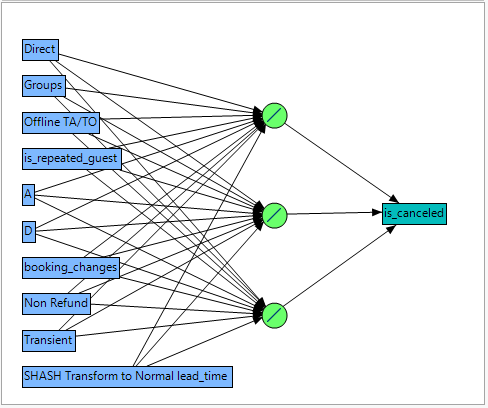 Direct
Groups
Offline TA/TO
is_repeated_guest
A
D
booking_changes
Non Refund
Transient
SHASH Transform to Normal lead_time
is_canceled